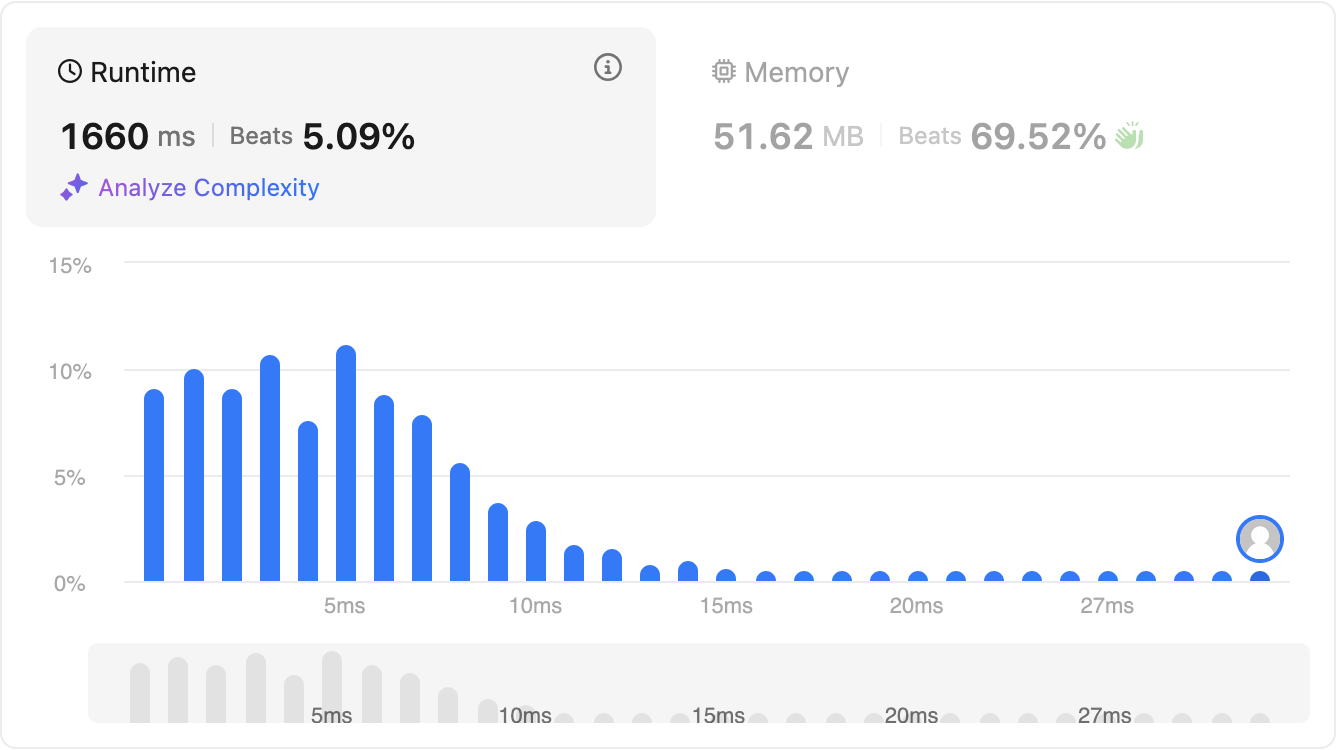 Runtime
1660 ms Beats 5.09%
Analyze Complexity
Memory
51.62 MB Beats 69.52%
15%
10%
5%
0%
5ms 10ms 15ms 20ms 27ms
5ms 10ms 15ms 20ms 27ms